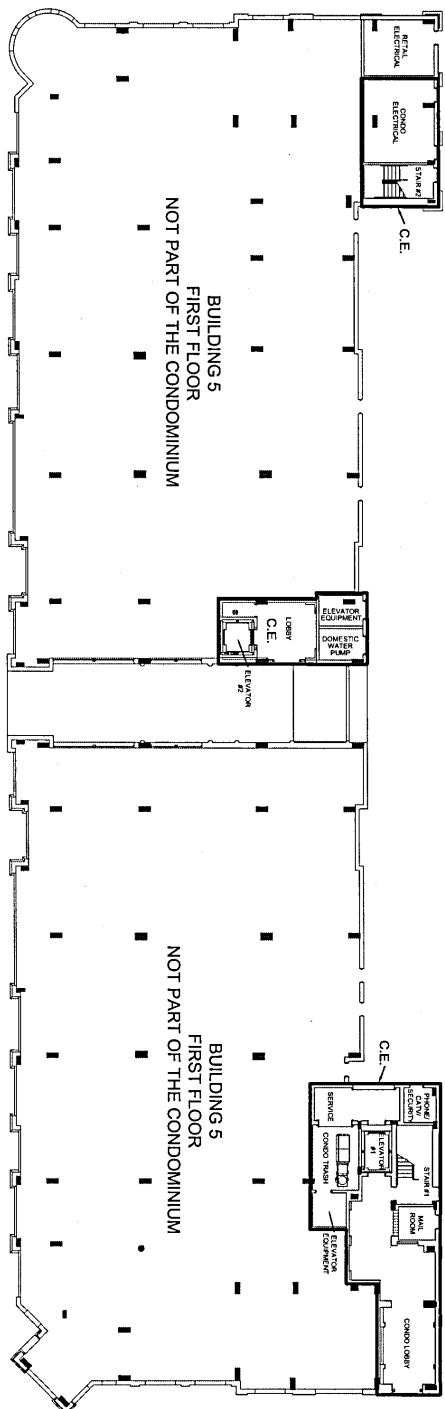 RETAIL
ELECTRICAL
CONDO
ELECTRICAL
STAIR #2
C.E.
BUILDING 5
FIRST FLOOR
NOT PART OF THE CONDOMINIUM
ELEVATOR
EQUIPMENT
DOMESTIC
WATER
PUMP
LOBBY
C.E.
ELEVATOR
#2
BUILDING 5
FIRST FLOOR
NOT PART OF THE CONDOMINIUM
C.E.
PHONE/
CATV/
SECURITY
SERVICE
ELEVATOR
#1
STAIR #1
CONDO TRASH
MAIL
ROOM
ELEVATOR
EQUIPMENT
CONDO LOBBY